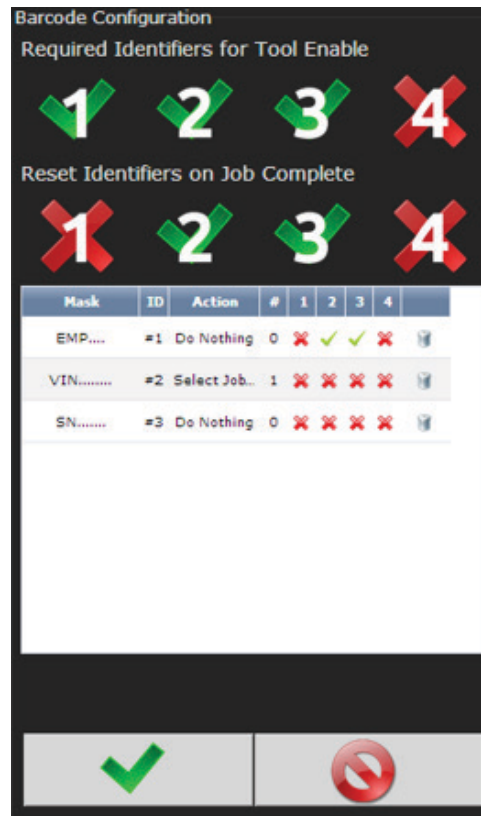 Barcode Configuration
Required Identifiers for Tool Enable
1 2 3 4
Reset Identifiers on Job Complete
1 2 3 4
Mask ID Action # 1 2 3 4
EMP.... =1 Do Nothing 0
VIN........ =2 Select Job... 1
SN....... =3 Do Nothing 0